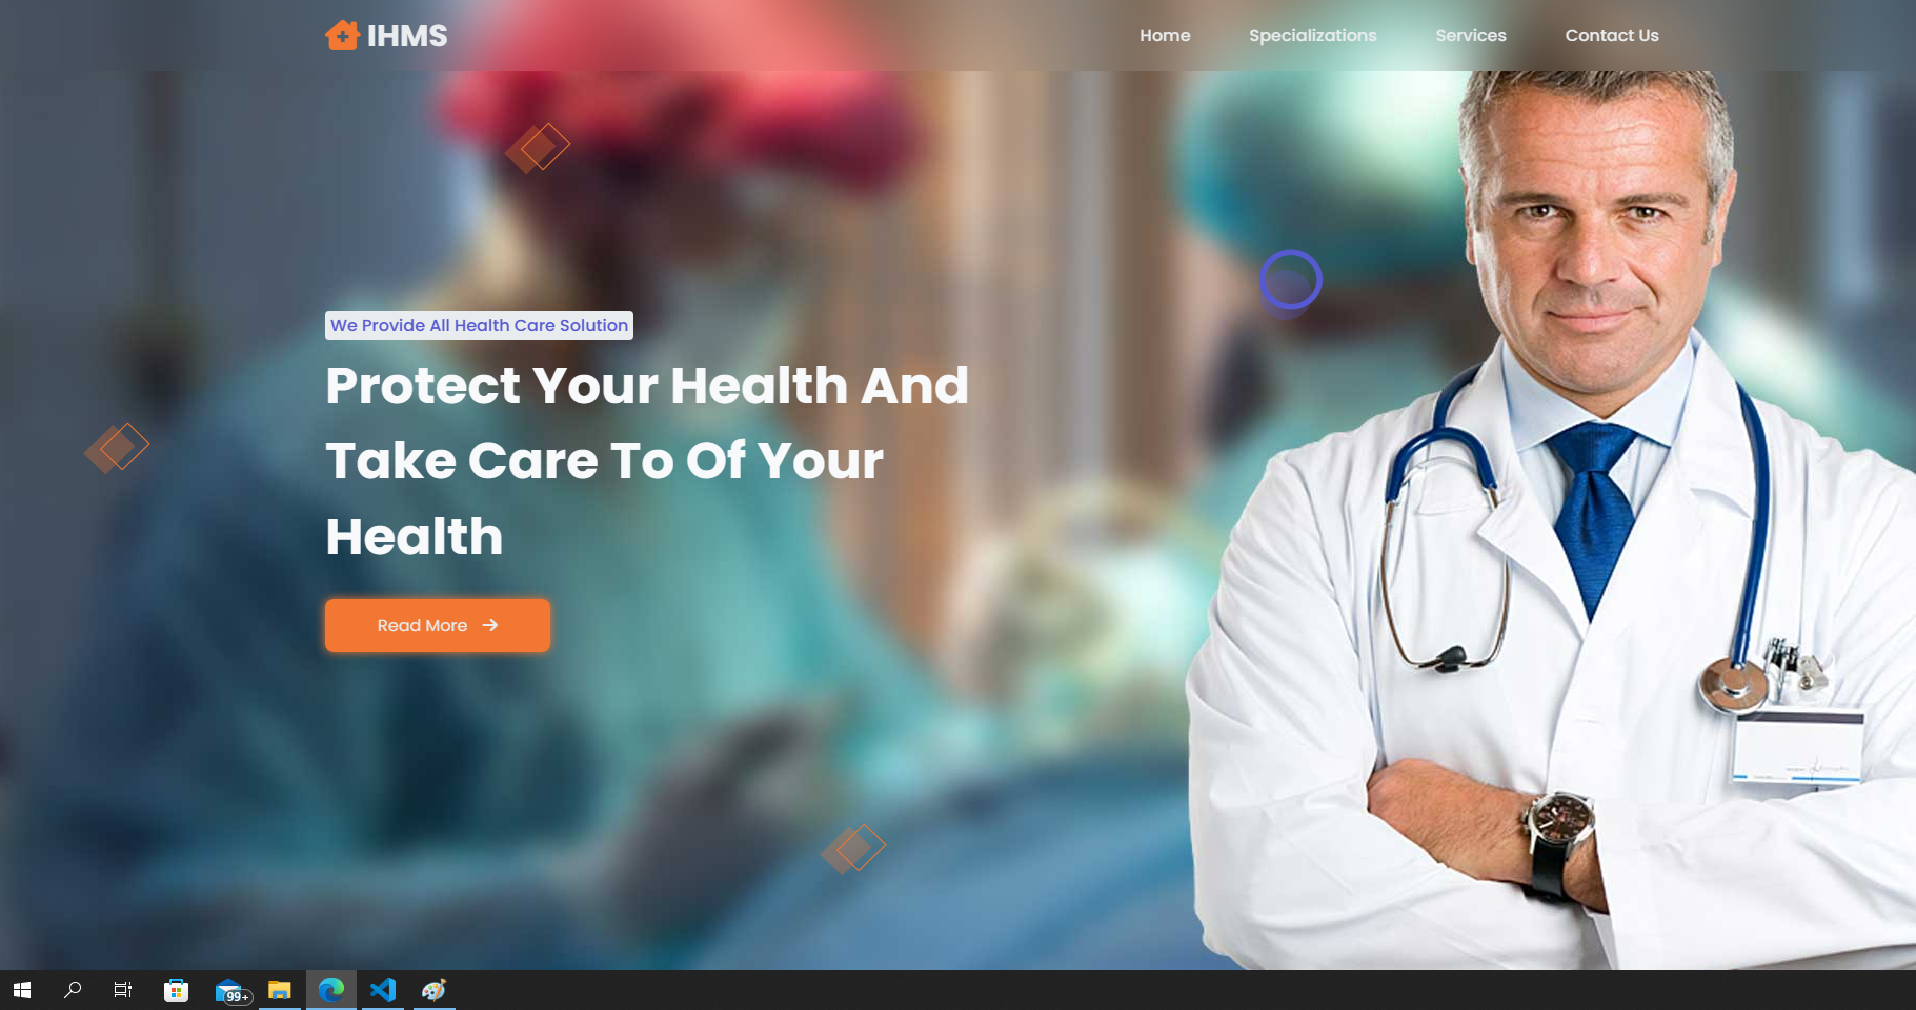 IHMS
Home Specializations Services Contact Us
We Provide All Health Care Solution
Protect Your Health And
Take Care To Of Your
Health
Read More
99+